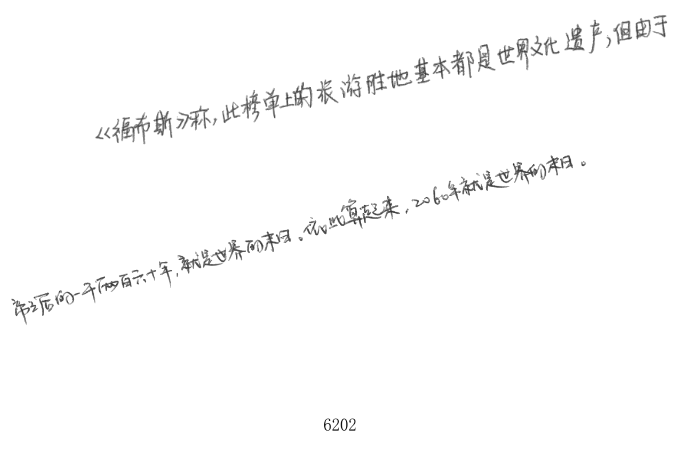 《福布斯》称,此榜单上的旅游胜地基本都是世界文化遗产,但由于
帝之后的一千两百六十年,就是世界的末日。依此算起来,2060年就是世界的末日。
6202